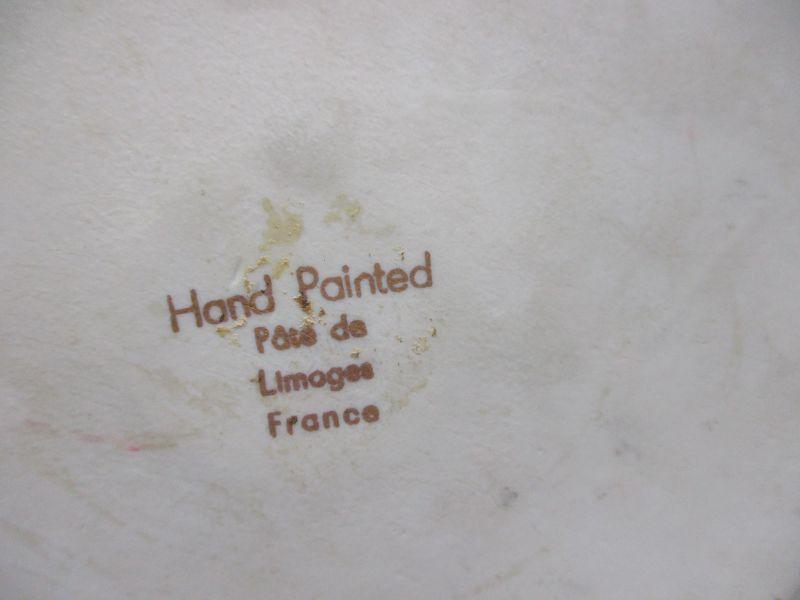 Hand Painted
Pâte de
Limoges
France